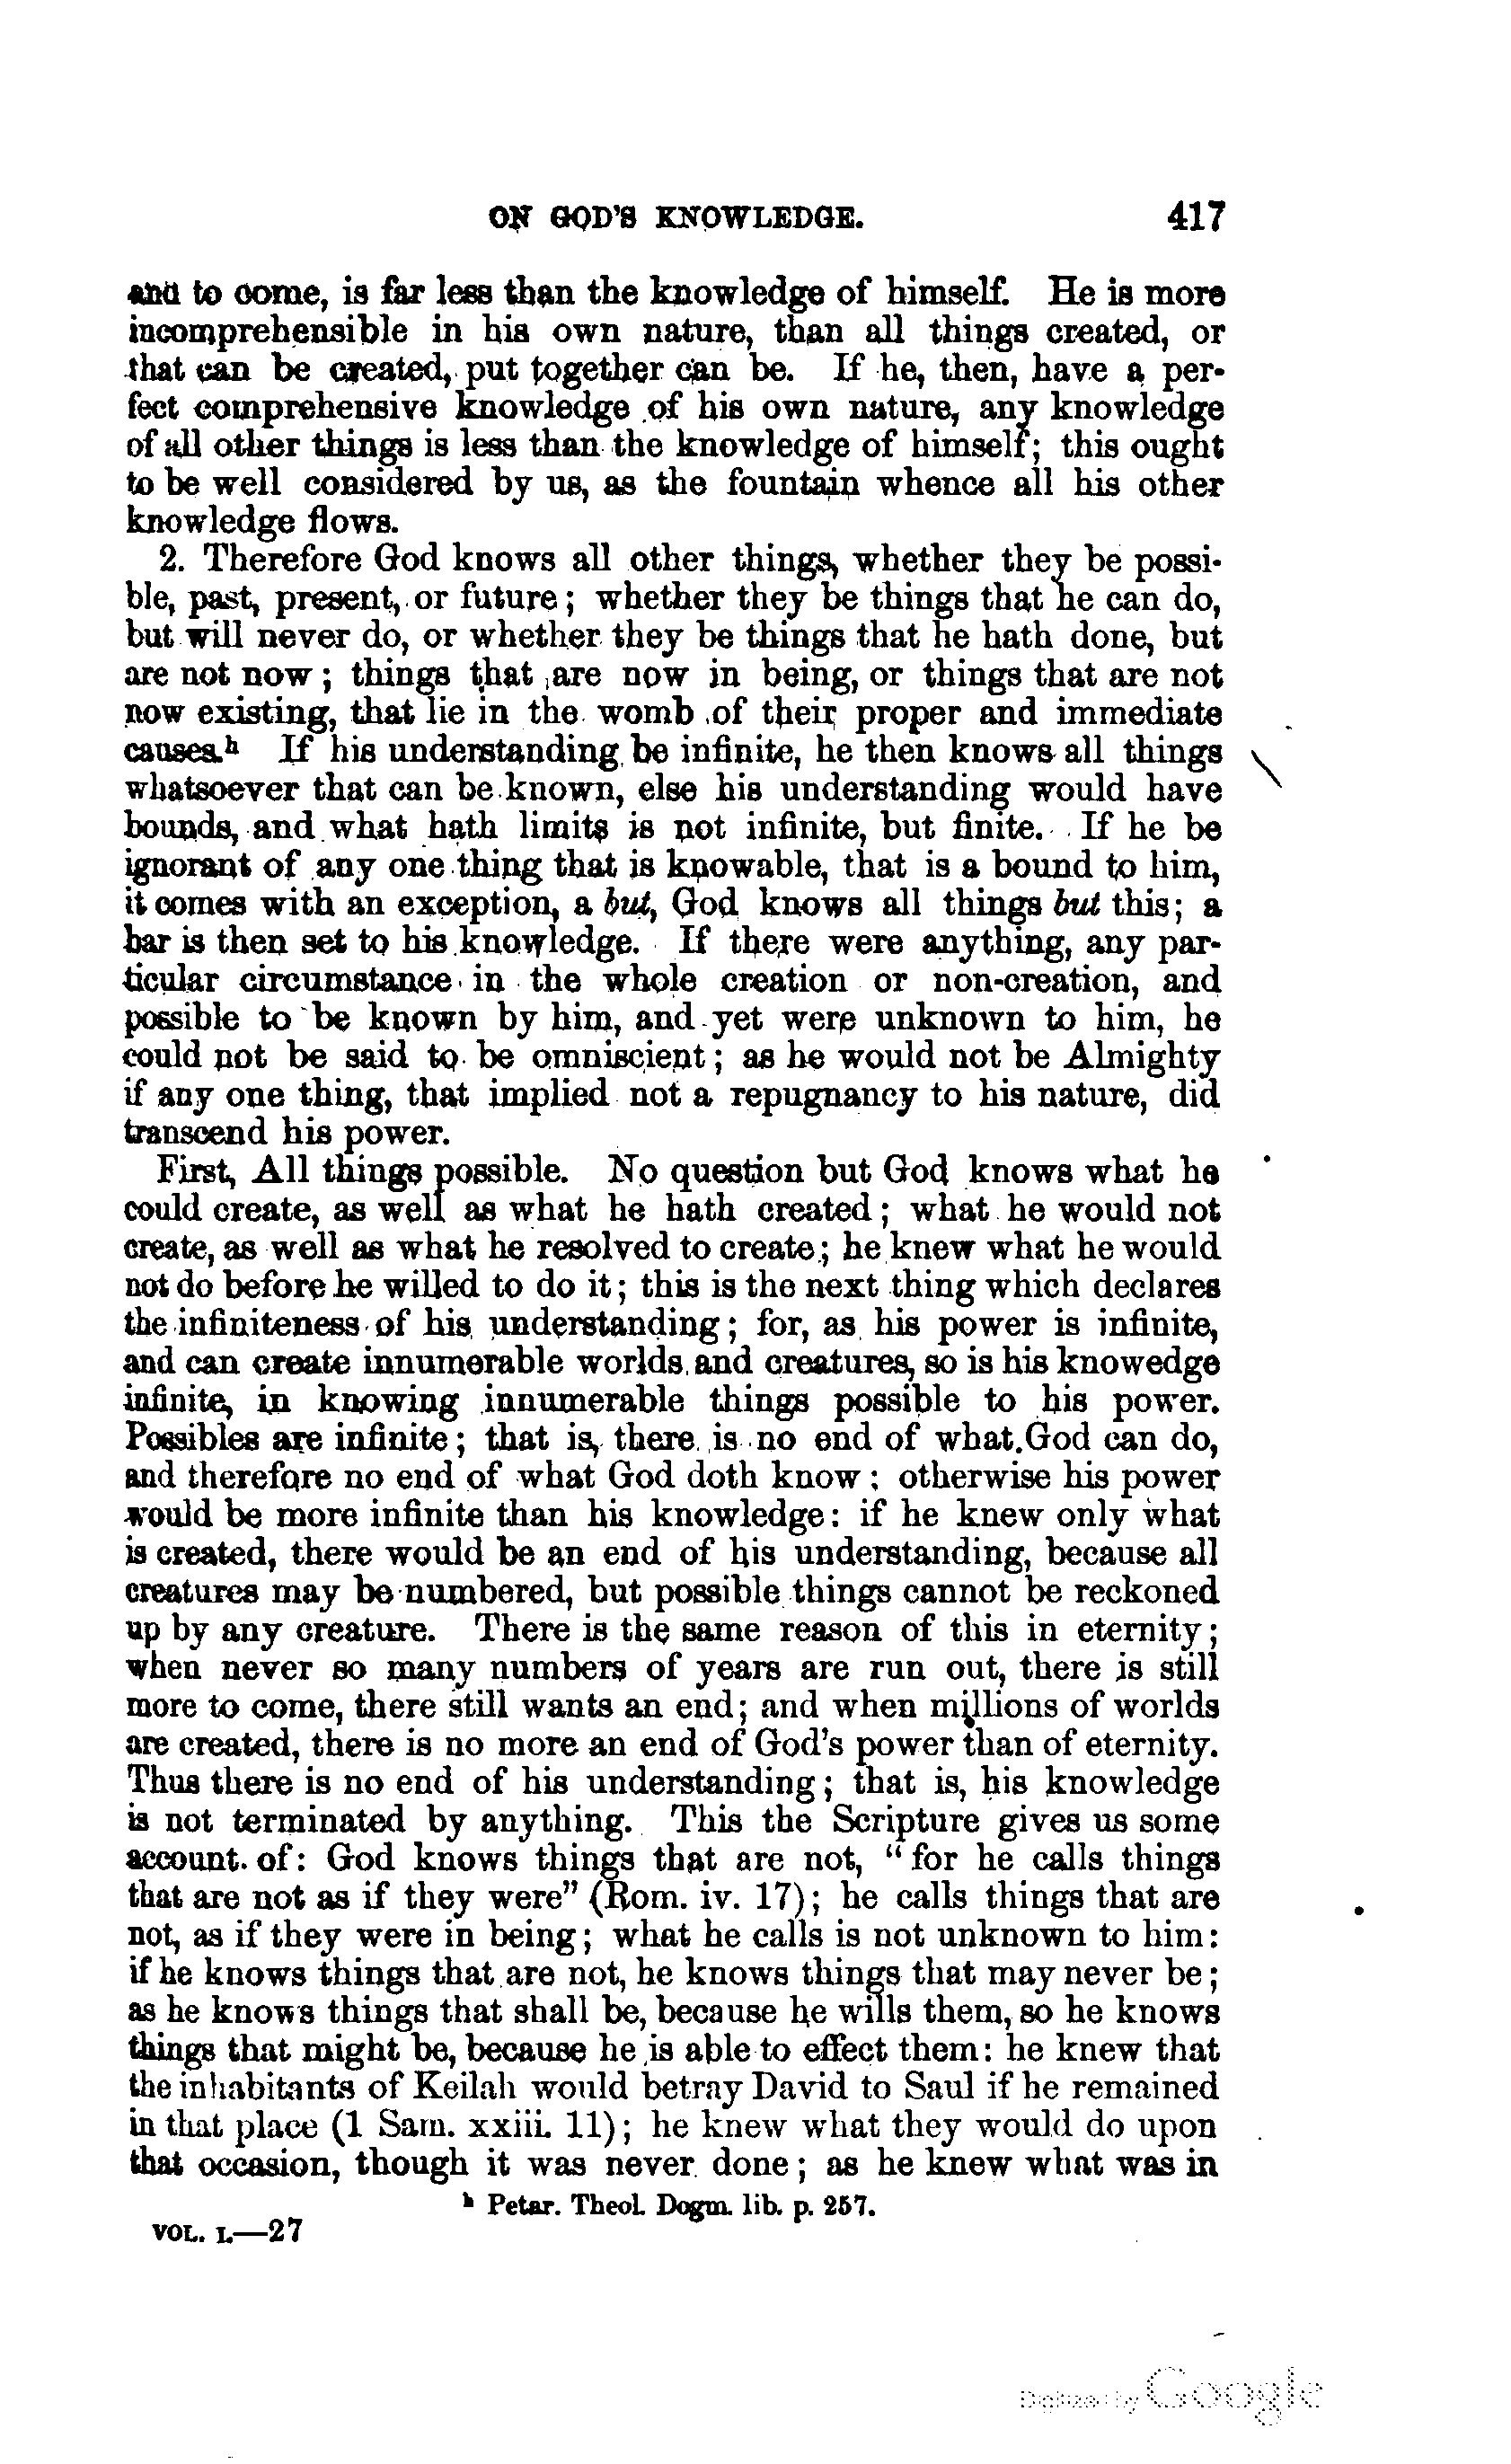 ON GOD'S KNOWLEDGE. 417
and to come, is far less than the knowledge of himself. He is more
incomprehensible in his own nature, than all things created, or
that can be created, put together can be. If he, then, have a per-
fect comprehensive knowledge of his own nature, any knowledge
of all other things is less than the knowledge of himself; this ought
to be well considered by us, as the fountain whence all his other
knowledge flows.
2. Therefore God knows all other things, whether they be possi-
ble, past, present, or future; whether they be things that he can do,
but will never do, or whether they be things that he hath done, but
are not now; things that are now in being, or things that are not
now existing, that lie in the womb of their proper and immediate
causes.h If his understanding be infinite, he then knows all things
whatsoever that can be known, else his understanding would have
bounds, and what hath limits is not infinite, but finite. If he be
ignorant of any one thing that is knowable, that is a bound to him,
it comes with an exception, a but, God knows all things but this; a
bar is then set to his knowledge. If there were anything, any par-
ticular circumstance in the whole creation or non-creation, and
possible to be known by him, and yet were unknown to him, he
could not be said to be omniscient; as he would not be Almighty
if any one thing, that implied not a repugnancy to his nature, did
transcend his power.
First, All things possible. No question but God knows what he
could create, as well as what he hath created; what he would not
create, as well as what he resolved to create; he knew what he would
not do before he willed to do it; this is the next thing which declares
the infiniteness of his understanding; for, as his power is infinite,
and can create innumerable worlds and creatures, so is his knowedge
infinite, in knowing innumerable things possible to his power.
Possibles are infinite; that is, there is no end of what God can do,
and therefore no end of what God doth know: otherwise his power
would be more infinite than his knowledge: if he knew only what
is created, there would be an end of his understanding, because all
creatures may be numbered, but possible things cannot be reckoned
up by any creature. There is the same reason of this in eternity;
when never so many numbers of years are run out, there is still
more to come, there still wants an end; and when millions of worlds
are created, there is no more an end of God's power than of eternity.
Thus there is no end of his understanding; that is, his knowledge
is not terminated by anything. This the Scripture gives us some
account of: God knows things that are not, "for he calls things
that are not as if they were" (Rom. iv. 17); he calls things that are
not, as if they were in being; what he calls is not unknown to him:
if he knows things that are not, he knows things that may never be;
as he knows things that shall be, because he wills them, so he knows
things that might be, because he is able to effect them: he knew that
the inhabitants of Keilah would betray David to Saul if he remained
in that place (1 Sam. xxiii. 11); he knew what they would do upon
that occasion, though it was never done; as he knew what was in
h Petar. Theol. Dogm. lib. p. 257.
VOL. I.—27
Digitized by Google